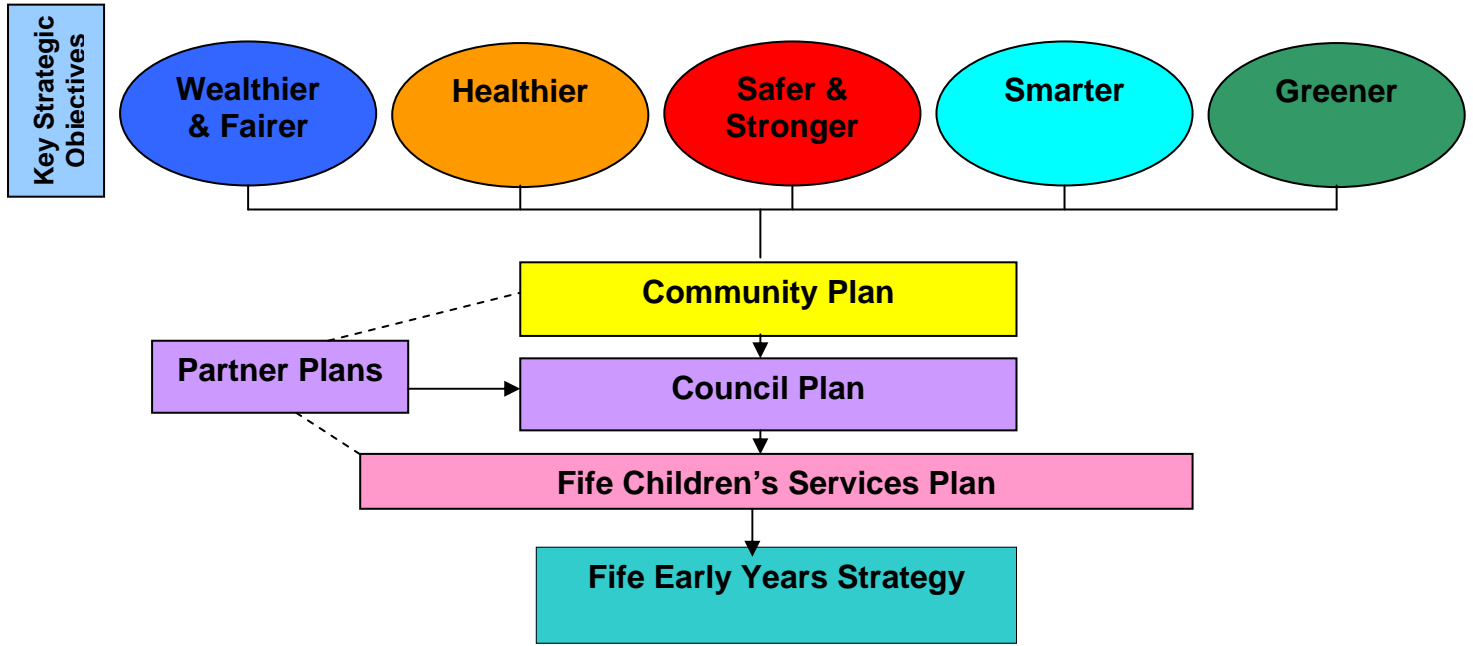 Key Strategic
Obiectives
Wealthier
& Fairer
Healthier
Safer &
Stronger
Smarter
Greener
Community Plan
Partner Plans
Council Plan
Fife Children’s Services Plan
Fife Early Years Strategy